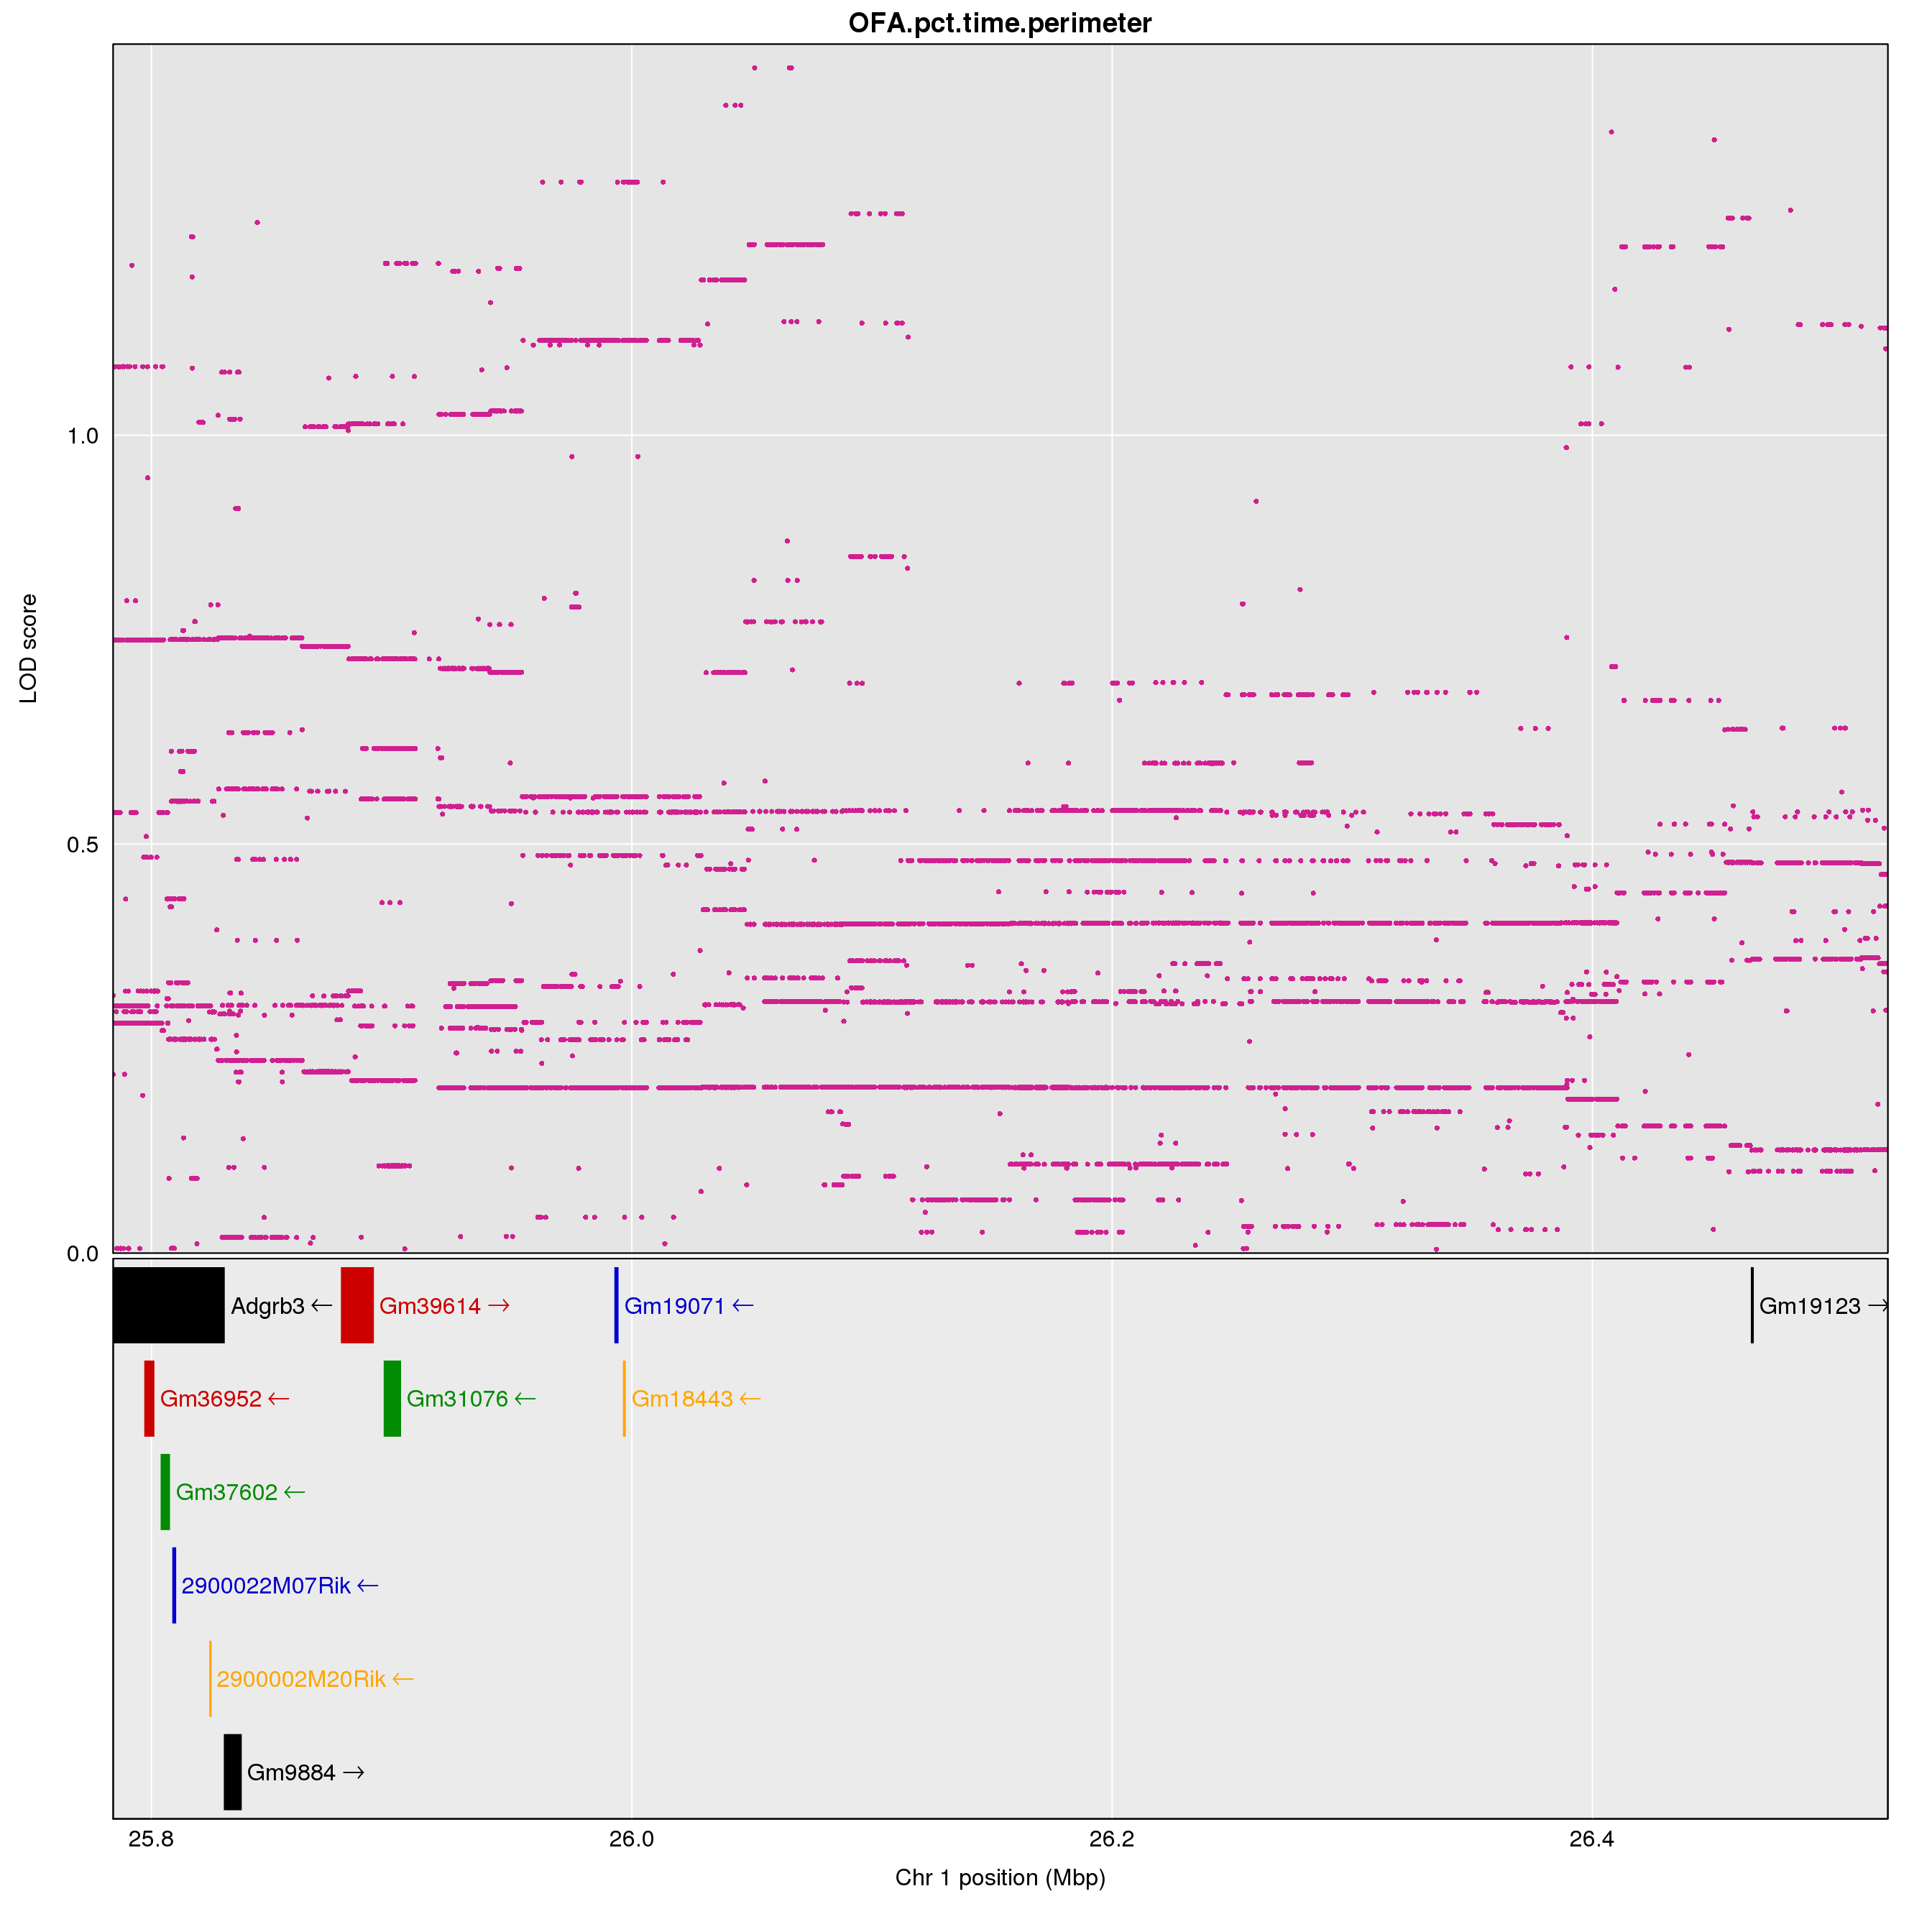 OFA.pct.time.perimeter
1.0
LOD score
0.5
0.0
Adgrb3 ← Gm39614 → Gm19071 ← Gm19123 →
Gm36952 ← Gm31076 ← Gm18443 ←
Gm37602 ←
2900022M07Rik ←
2900002M20Rik ←
Gm9884 →
25.8 26.0 26.2 26.4
Chr 1 position (Mbp)